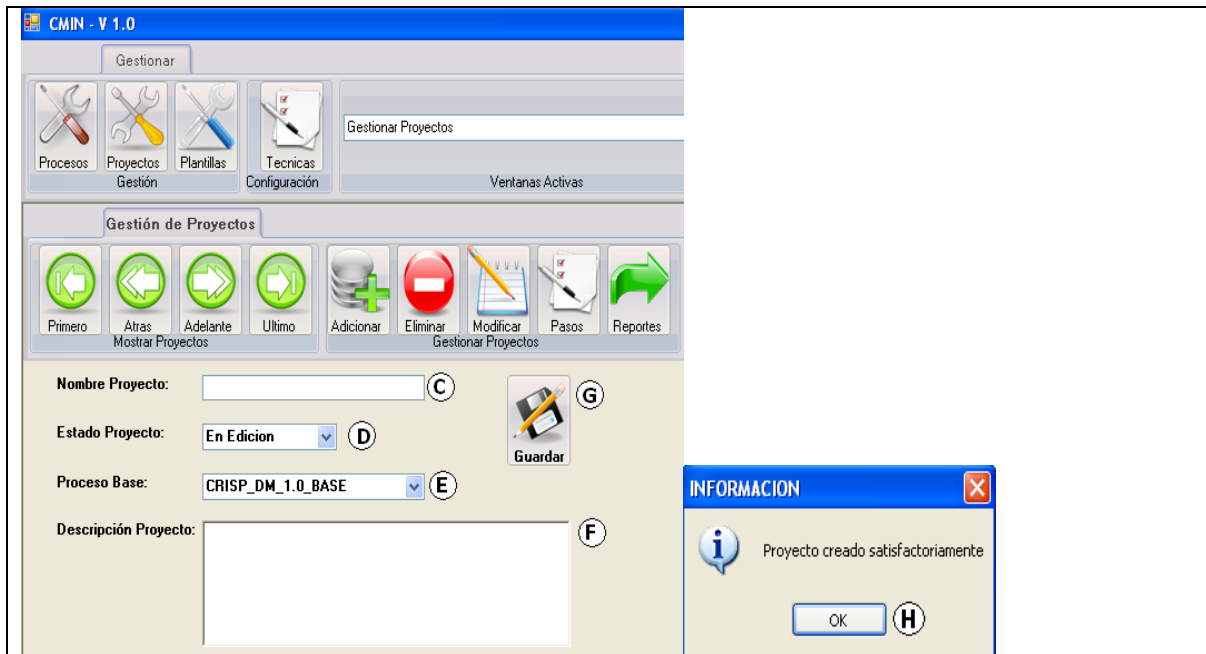 CMIN - V 1.0
Gestionar
Procesos Proyectos Plantillas Tecnicas
Gestionar Proyectos
Gestión Configuración Ventanas Activas
Gestión de Proyectos
Primero Atras Adelante Ultimo Adicionar Eliminar Modificar Pasos Reportes
Mostrar Proyectos Gestionar Proyectos
Nombre Proyecto: C
G
Estado Proyecto: En Edicion D
Guardar
Proceso Base: CRISP_DM_1.0_BASE E
Descripción Proyecto: F
INFORMACION
Proyecto creado satisfactoriamente
OK H